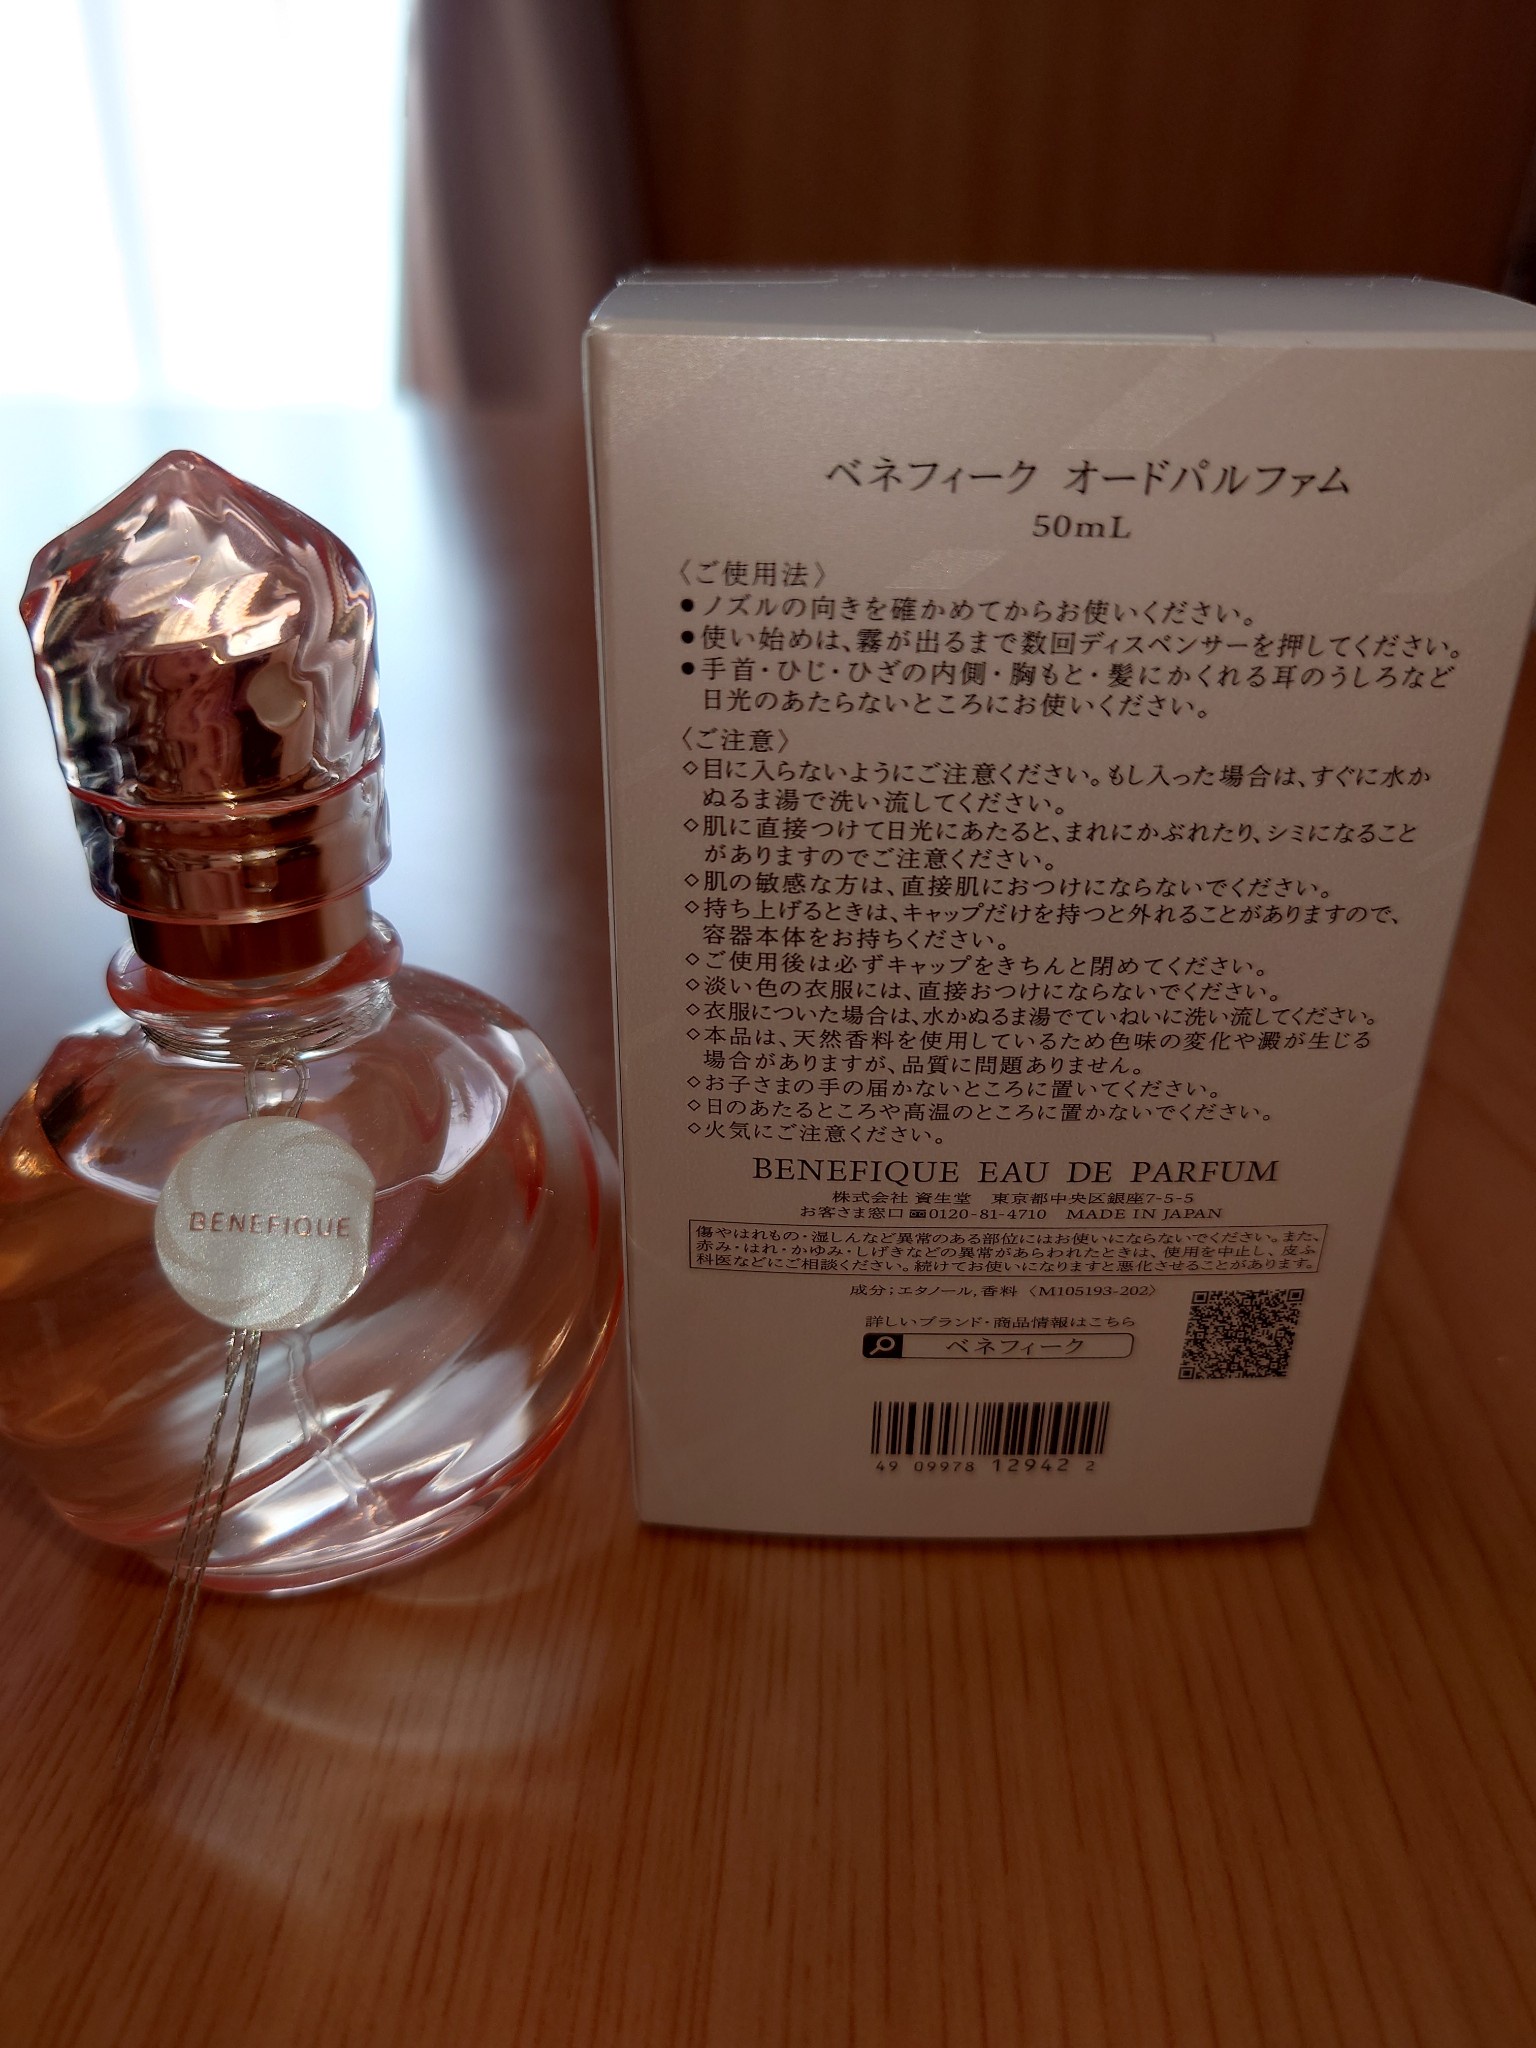 ベネフィーク オードパルファム
50mL
〈ご使用法〉
●ノズルの向きを確かめてからお使いください。
●使い始めは、霧が出るまで数回ディスペンサーを押してください。
●手首・ひじ・ひざの内側・胸もと・髪にかくれる耳のうしろなど
日光のあたらないところにお使いください。
〈ご注意〉
◇目に入らないようにご注意ください。もし入った場合は、すぐに水か
ぬるま湯で洗い流してください。
◇肌に直接つけて日光にあたると、まれにかぶれたり、シミになること
がありますのでご注意ください。
◇肌の敏感な方は、直接肌におつけにならないでください。
◇持ち上げるときは、キャップだけを持つと外れることがありますので、
容器本体をお持ちください。
◇ご使用後は必ずキャップをきちんと閉めてください。
◇淡い色の衣服には、直接おつけにならないでください。
◇衣服についた場合は、水かぬるま湯でていねいに洗い流してください。
◇本品は、天然香料を使用しているため色味の変化や澱が生じる
場合がありますが、品質に問題ありません。
◇お子さまの手の届かないところに置いてください。
◇日のあたるところや高温のところに置かないでください。
◇火気にご注意ください。
BENEFIQUE EAU DE PARFUM
株式会社 資生堂 東京都中央区銀座7-5-5
お客さま窓口 0120-81-4710 MADE IN JAPAN
傷やはれもの・湿しんなど異常のある部位にはお使いにならないでください。また、
赤み・はれ・かゆみ・しげきなどの異常があらわれたときは、使用を中止し、皮ふ
科医などにご相談ください。続けてお使いになりますと悪化させることがあります。
成分；エタノール, 香料 〈M105193-202〉
詳しいブランド・商品情報はこちら
ベネフィーク
49 09978 12942 2
BENEFIQUE